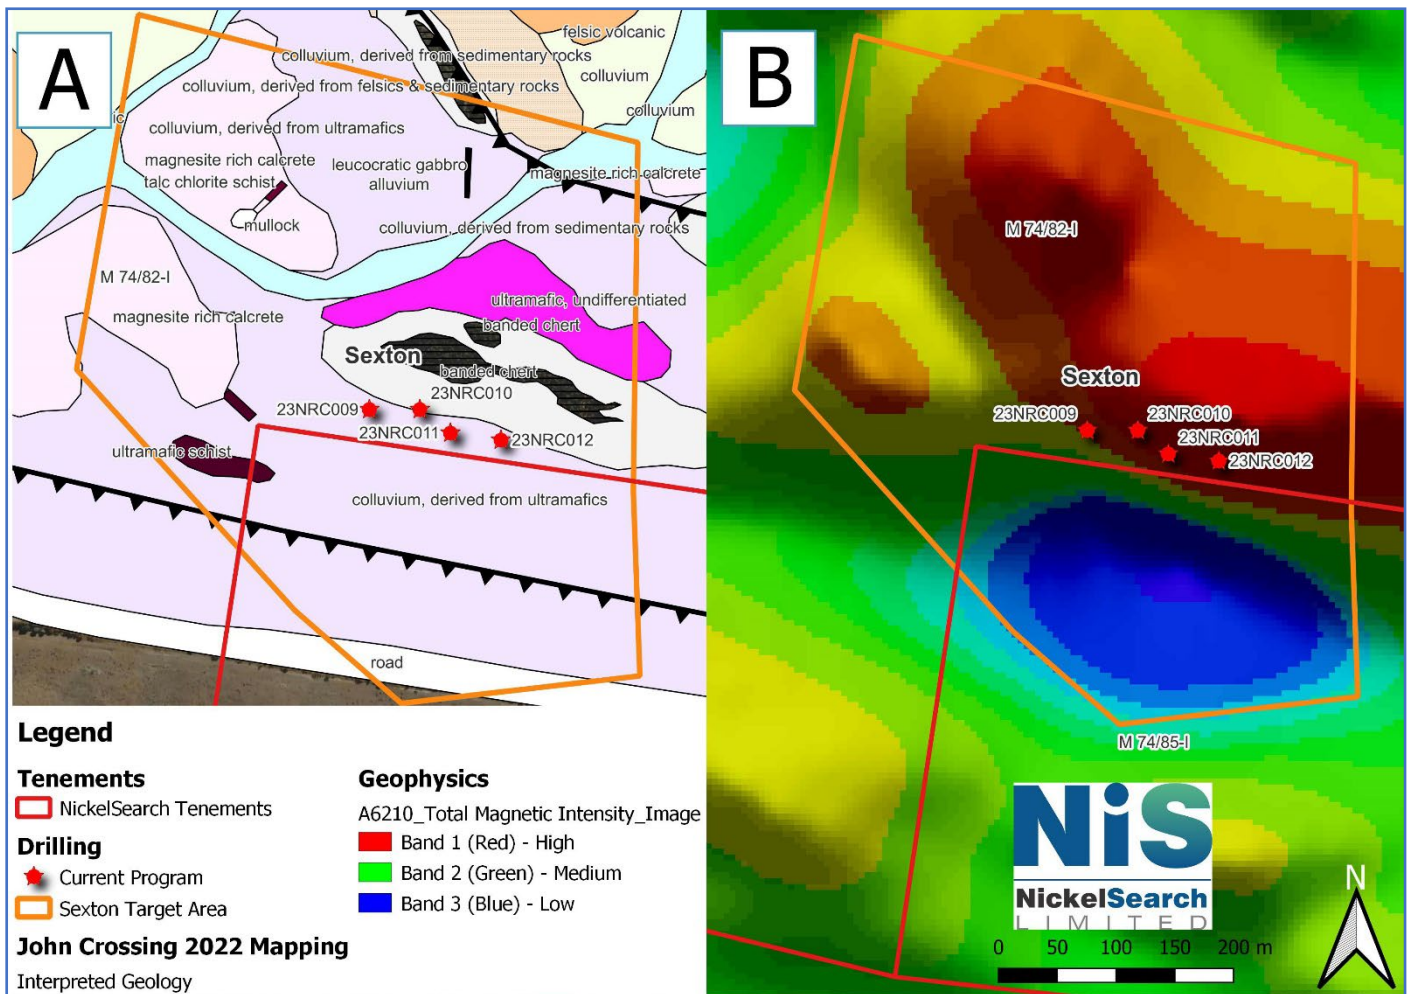 A
felsic volcanic
colluvium, derived from sedimentary rocks
colluvium
colluvium, derived from felsics & sedimentary rocks
colluvium
ic
colluvium, derived from ultramafics
magnesite rich calcrete
leucocratic gabbro
talc chlorite schist
alluvium
magnesite rich calcrete
mullock
colluvium, derived from sedimentary rocks
M 74/82-I
ultramafic, undifferentiated
magnesite rich calcrete
banded chert
Sexton
banded chert
23NRC010
23NRC009
23NRC011
23NRC012
ultramafic schist
colluvium, derived from ultramafics
road
B
M 74/82-I
Sexton
23NRC009
23NRC010
23NRC011
23NRC012
M 74/85-I
NiS
NickelSearch
LIMITED
N
0 50 100 150 200 m
Legend
Tenements
NickelSearch Tenements
Drilling
Current Program
Sexton Target Area
John Crossing 2022 Mapping
Interpreted Geology
Geophysics
A6210_Total Magnetic Intensity_Image
Band 1 (Red) - High
Band 2 (Green) - Medium
Band 3 (Blue) - Low